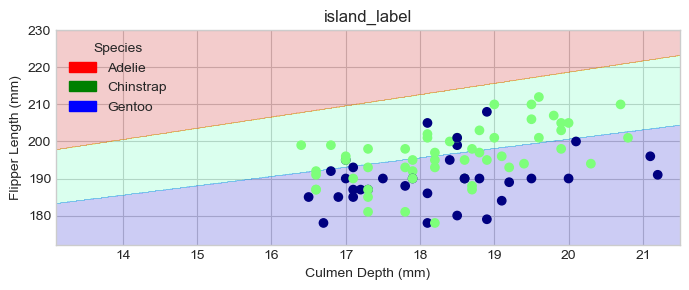 island_label
Species
Adelie
Chinstrap
Gentoo
Flipper Length (mm)
230
220
210
200
190
180
14
15
16
17
18
19
20
21
Culmen Depth (mm)